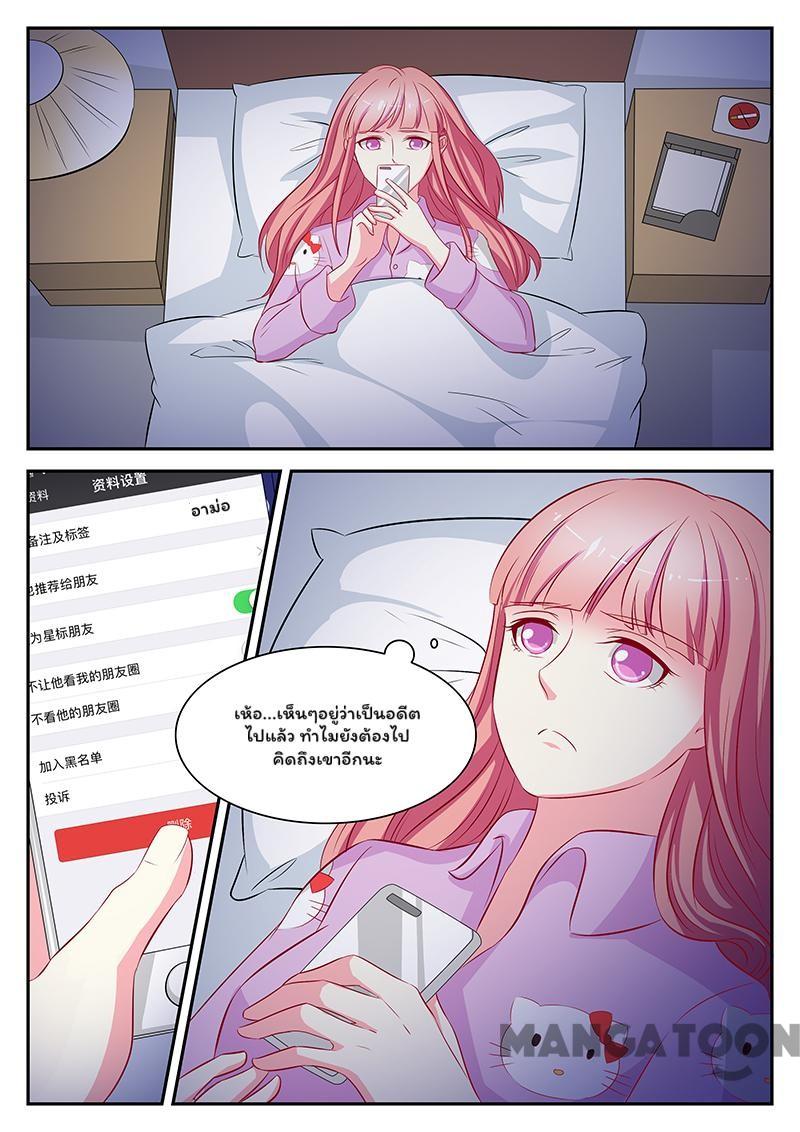 资料
资料设置
อาม่อ
备注及标签
推荐给朋友
为星标朋友
不让他看我的朋友圈
不看他的朋友圈
加入黑名单
投诉
删除
เห้อ...เห็นๆอยู่ว่าเป็นอดีต
ไปแล้ว ทำไมยังต้องไป
คิดถึงเขาอีกนะ
MANGATOON